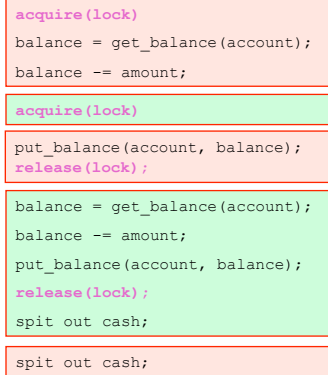 acquire(lock)
balance = get_balance(account);
balance -= amount;
acquire(lock)
put_balance(account, balance);
release(lock);
balance = get_balance(account);
balance -= amount;
put_balance(account, balance);
release(lock);
spit out cash;
spit out cash;